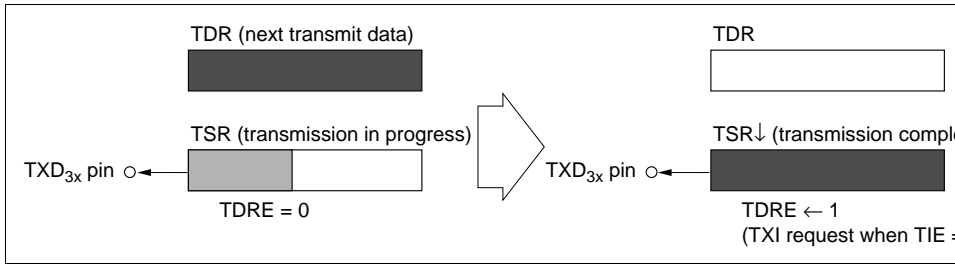 TDR (next transmit data)
TSR (transmission in progress)
TXD3x pin
TDRE = 0
TDR
TSR↓ (transmission
TXD3x pin
TDRE ← 1
(TXI request when TIE =